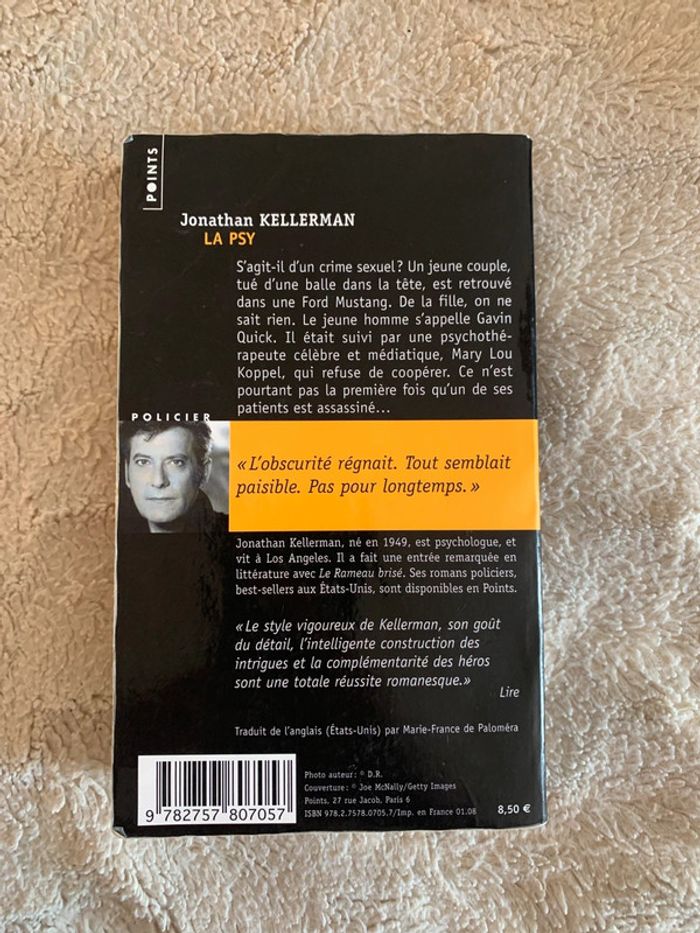 POINTS
Jonathan KELLERMAN
LA PSY
S'agit-il d'un crime sexuel ? Un jeune couple,
tué d'une balle dans la tête, est retrouvé
dans une Ford Mustang. De la fille, on ne
sait rien. Le jeune homme s'appelle Gavin
Quick. Il était suivi par une psychothé-
rapeute célèbre et médiatique, Mary Lou
Koppel, qui refuse de coopérer. Ce n'est
pourtant pas la première fois qu'un de ses
patients est assassiné...
POLICIER
« L'obscurité régnait. Tout semblait
paisible. Pas pour longtemps. »
Jonathan Kellerman, né en 1949, est psychologue, et
vit à Los Angeles. Il a fait une entrée remarquée en
littérature avec Le Rameau brisé. Ses romans policiers,
best-sellers aux États-Unis, sont disponibles en Points.
« Le style vigoureux de Kellerman, son goût
du détail, l'intelligente construction des
intrigues et la complémentarité des héros
sont une totale réussite romanesque. »
Lire
Traduit de l'anglais (États-Unis) par Marie-France de Paloméra
Photo auteur : © D.R.
Couverture : © Joe McNally/Getty Images
Points, 27 rue Jacob, Paris 6
ISBN 978.2.7578.0705.7/Imp. en France 01.08
8,50 €
9 782757 807057